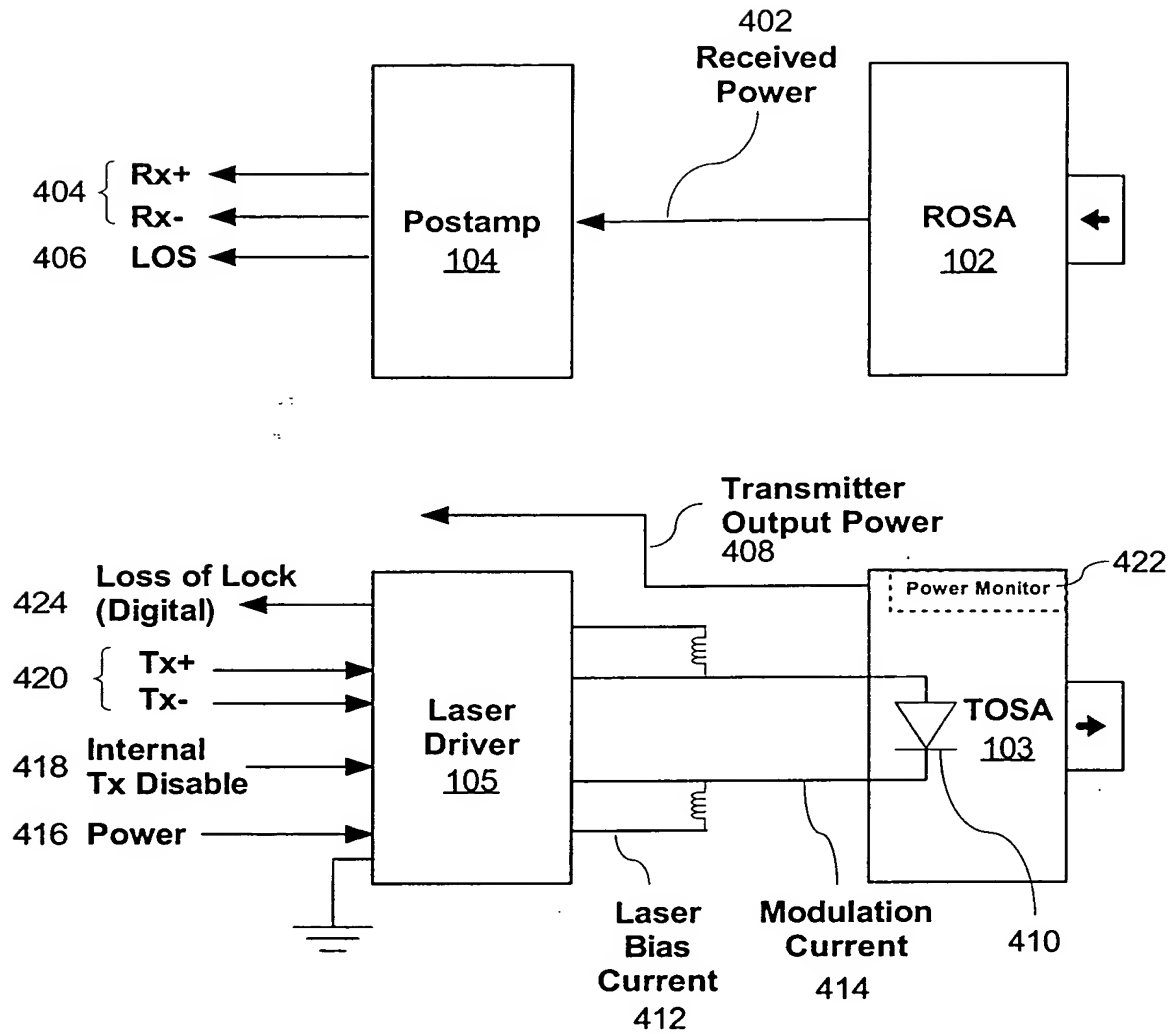 402
Received
Power
404 { Rx+
Rx-
406 LOS
Postamp
104
ROSA
102
Transmitter
Output Power
408
Power Monitor
422
424 Loss of Lock
(Digital)
420 { Tx+
Tx-
418 Internal
Tx Disable
416 Power
Laser
Driver
105
TOSA
103
Laser
Bias
Current
412
Modulation
Current
414
410